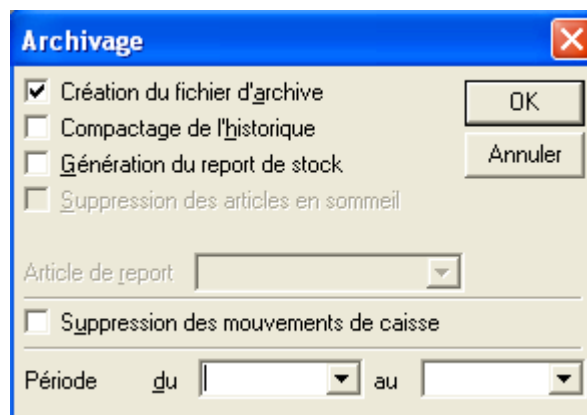 Archivage
Création du fichier d'archive
OK
Compactage de l'historique
Génération du report de stock
Annuler
Suppression des articles en sommeil
Article de report
Suppression des mouvements de caisse
Période du au